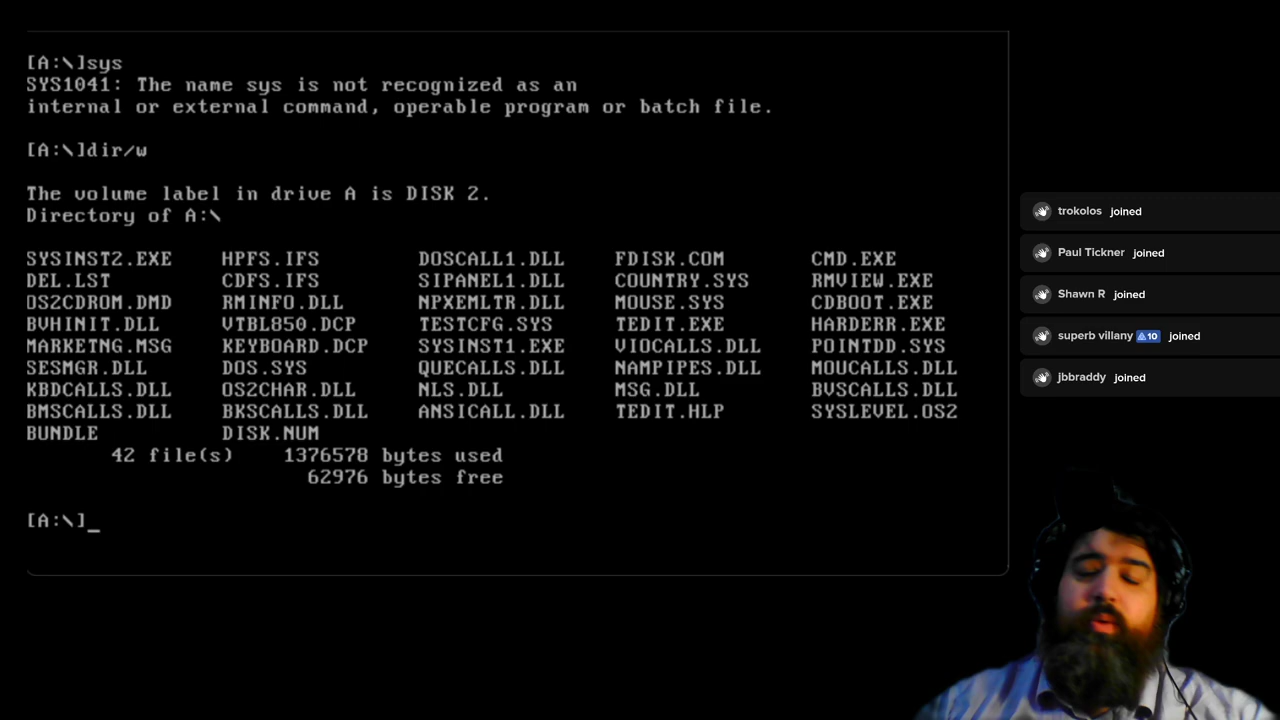 [A:\]sys
SYS1041: The name sys is not recognized as an
internal or external command, operable program or batch file.
[A:\]dir/w
The volume label in drive A is DISK 2.
Directory of A:\
SYSINST2.EXE HPFS.IFS DOSCALL1.DLL FDISK.COM CMD.EXE
DEL.LST CDFS.IFS SIPANEL1.DLL COUNTRY.SYS RMVIEW.EXE
OS2CDROM.DMD RMINFO.DLL NPXEMLTR.DLL MOUSE.SYS CDBOOT.EXE
BVHINIT.DLL VTBL850.DCP TESTCFG.SYS TEDIT.EXE HARDERR.EXE
MARKETNG.MSG KEYBOARD.DCP SYSINST1.EXE VIOCALLS.DLL POINTDD.SYS
SESMGR.DLL DOS.SYS QUECALLS.DLL NAMPIPES.DLL MOUCALLS.DLL
KBDCALLS.DLL OS2CHAR.DLL NLS.DLL MSG.DLL BVSCALLS.DLL
BMSCALLS.DLL BKSCALLS.DLL ANSICALL.DLL TEDIT.HLP SYSLEVEL.OS2
BUNDLE DISK.NUM
42 file(s) 1376578 bytes used
62976 bytes free
[A:\]_
trokolos joined
Paul Tickner joined
Shawn R joined
superb villany 10 joined
jbbraddy joined